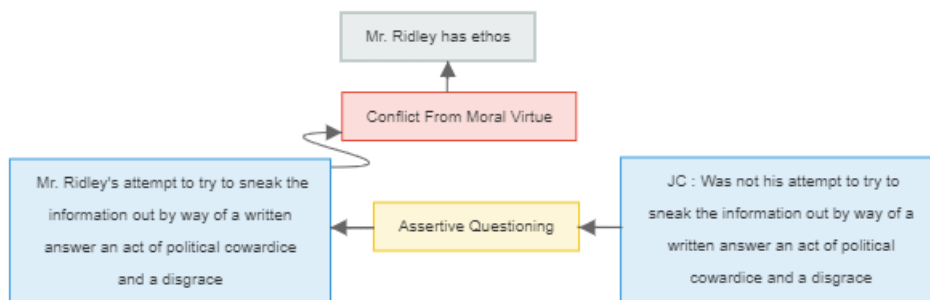 Mr. Ridley has ethos
Conflict From Moral Virtue
Mr. Ridley's attempt to try to sneak the
information out by way of a written
answer an act of political cowardice
and a disgrace
Assertive Questioning
JC : Was not his attempt to try to
sneak the information out by way of a
written answer an act of political
cowardice and a disgrace